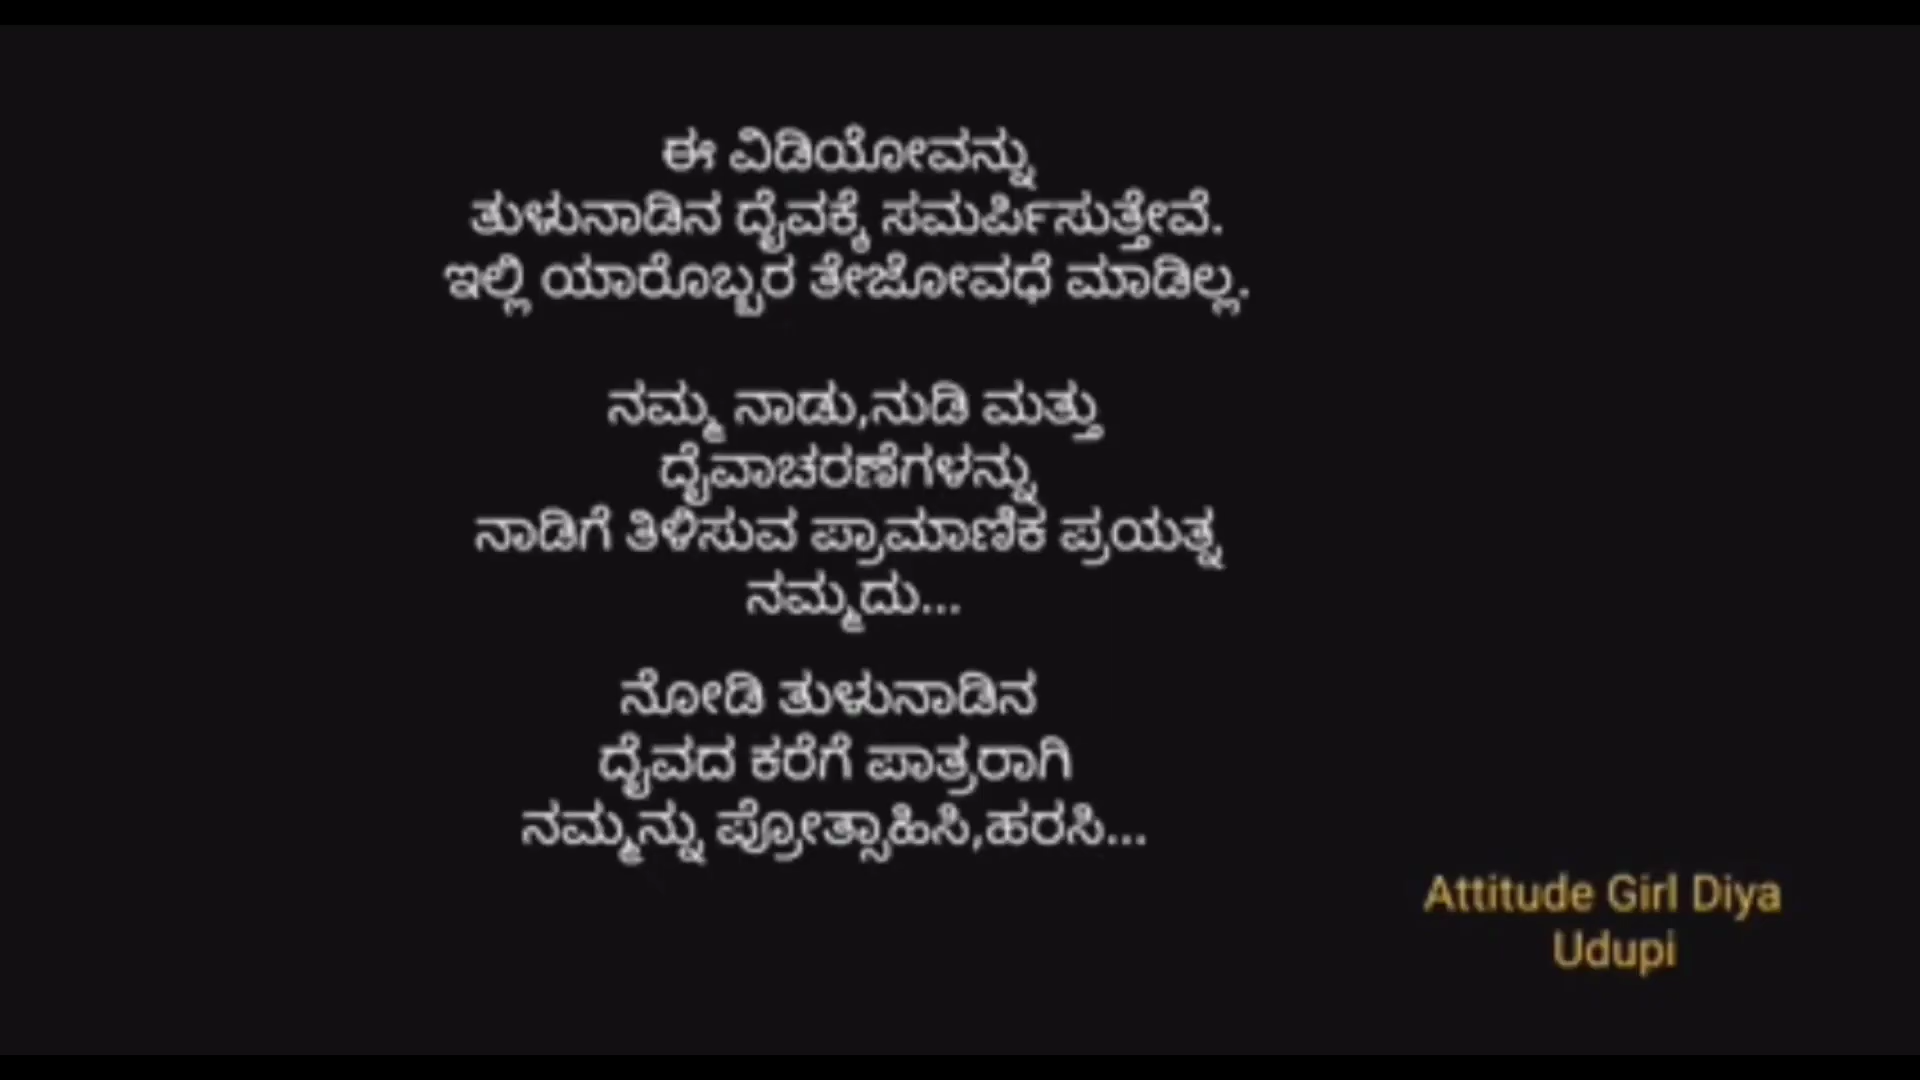 ಈ ವಿಡಿಯೋವನ್ನು
ತುಳುನಾಡಿನ ದೈವಕ್ಕೆ ಸಮರ್ಪಿಸುತ್ತೇವೆ.
ಇಲ್ಲಿ ಯಾರೊಬ್ಬರ ತೇಜೋವಧೆ ಮಾಡಿಲ್ಲ.
ನಮ್ಮ ನಾಡು,ನುಡಿ ಮತ್ತು
ದೈವಾಚರಣೆಗಳನ್ನು
ನಾಡಿಗೆ ತಿಳಿಸುವ ಪ್ರಾಮಾಣಿಕ ಪ್ರಯತ್ನ
ನಮ್ಮದು...
ನೋಡಿ ತುಳುನಾಡಿನ
ದೈವದ ಕರೆಗೆ ಪಾತ್ರರಾಗಿ
ನಮ್ಮನ್ನು ಪ್ರೋತ್ಸಾಹಿಸಿ,ಹರಸಿ...
Attitude Girl Diya
Udupi